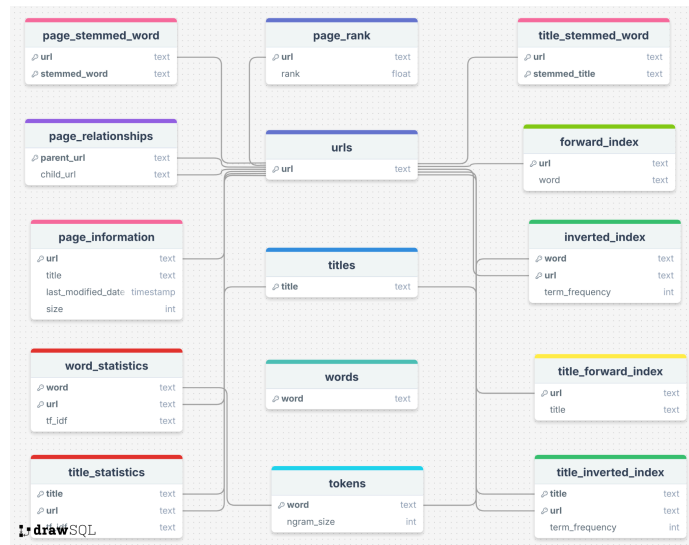 page_stemmed_word
url text
stemmed_word text
page_rank
url text
rank float
title_stemmed_word
url text
stemmed_title text
page_relationships
parent_url text
child_url text
urls
url text
forward_index
url text
word text
page_information
url text
title text
last_modified_date timestamp
size int
titles
title text
inverted_index
word text
url text
term_frequency int
word_statistics
word text
url text
tf_idf text
words
word text
title_forward_index
url text
title text
title_statistics
title text
url text
tf_idf text
tokens
word text
ngram_size int
title_inverted_index
title text
url text
term_frequency int
drawSQL